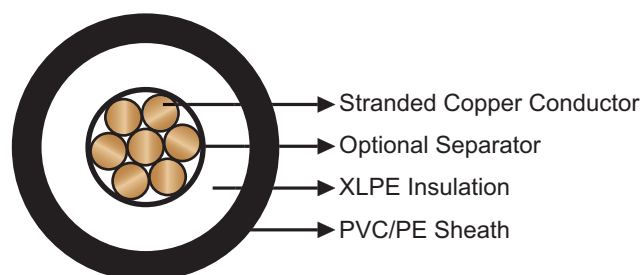 Stranded Copper Conductor
Optional Separator
XLPE Insulation
PVC/PE Sheath